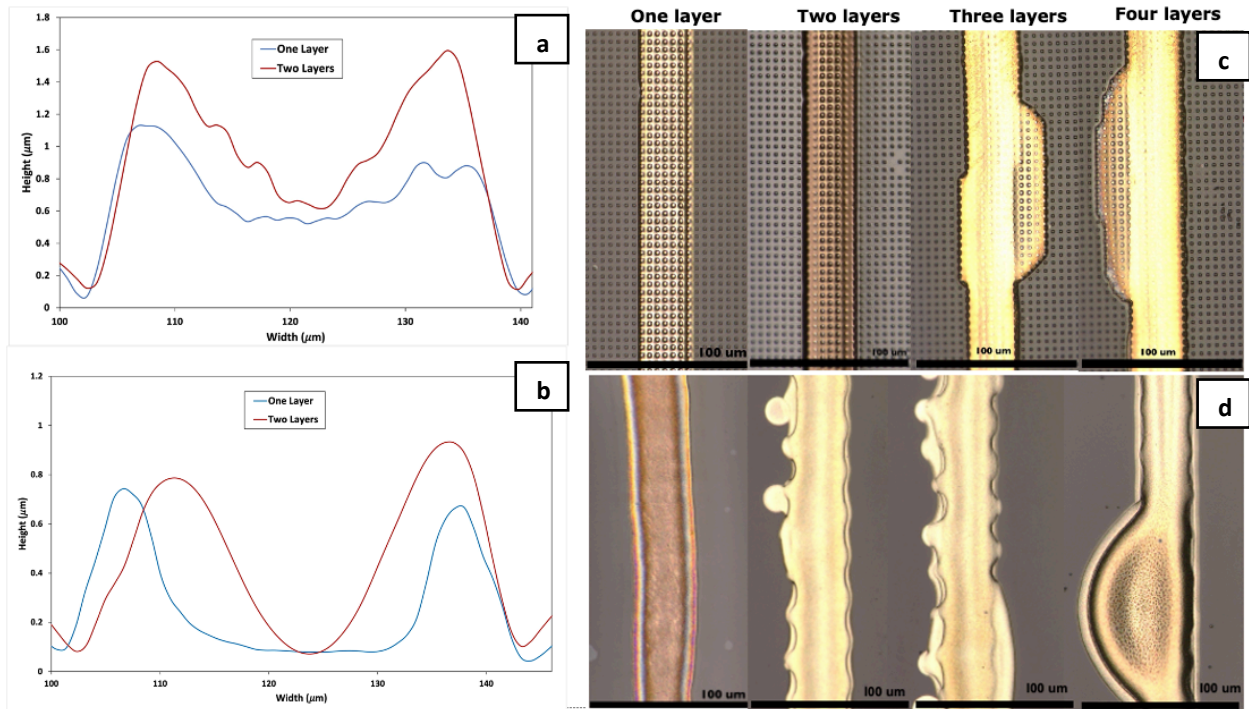 a
1.8
1.6
1.4
1.2
1
0.8
0.6
0.4
0.2
0
Height (µm)
One Layer
Two Layers
100
110
120
130
140
Width (µm)
b
1.2
1
0.8
0.6
0.4
0.2
0
Height (µm)
One Layer
Two Layers
100
110
120
130
140
Width (µm)
One layer
Two layers
Three layers
Four layers
c
100 um
100 um
100 um
100 um
d
100 um
100 um
100 um
100 um